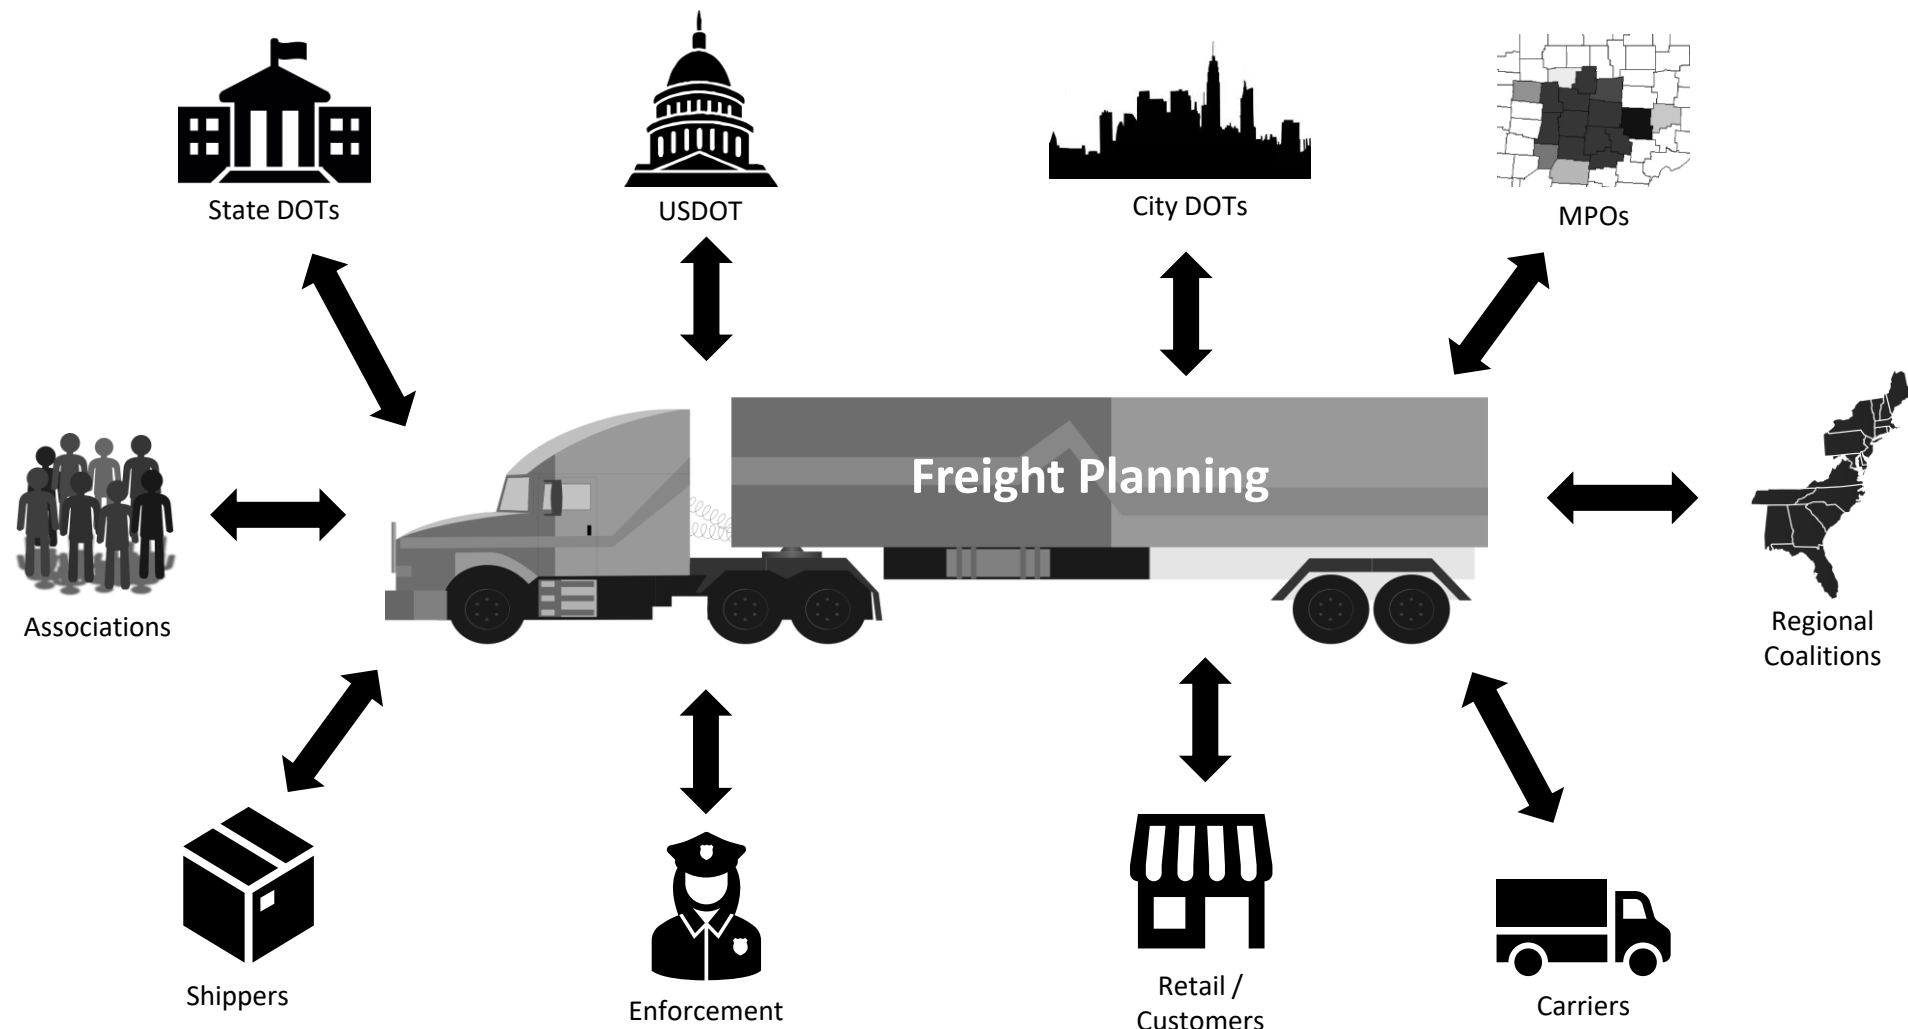 State DOTs
USDOT
City DOTs
MPOs
Freight Planning
Associations
Regional
Coalitions
Shippers
Enforcement
Retail /
Customers
Carriers